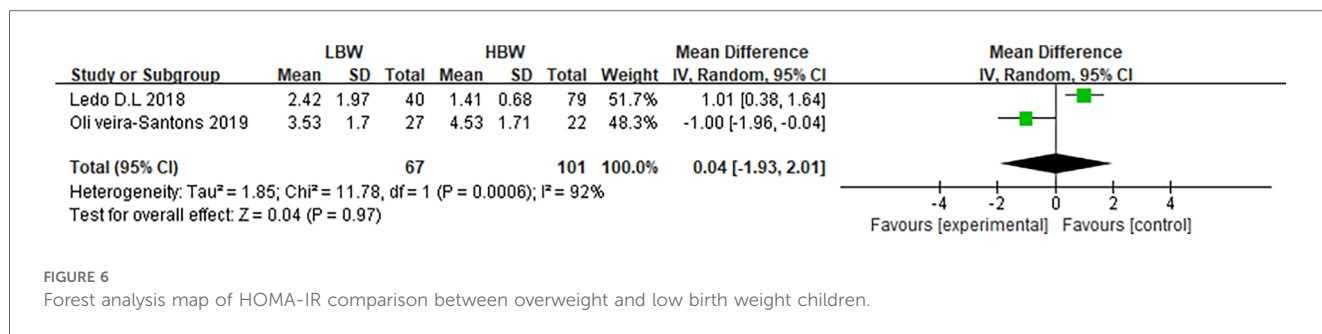 LBW HBW Mean Difference Mean Difference
Study or Subgroup Mean SD Total Mean SD Total Weight IV, Random, 95% CI IV, Random, 95% CI
Ledo D.L 2018 2.42 1.97 40 1.41 0.68 79 51.7% 1.01 [0.38, 1.64]
Oliveira-Santons 2019 3.53 1.7 27 4.53 1.71 22 48.3% -1.00 [-1.96, -0.04]
Total (95% CI) 67 101 100.0% 0.04 [-1.93, 2.01]
Heterogeneity: Tau² = 1.85; Chi² = 11.78, df = 1 (P = 0.0006); I² = 92%
Test for overall effect: Z = 0.04 (P = 0.97)
-4 -2 0 2 4
Favours [experimental] Favours [control]
FIGURE 6
Forest analysis map of HOMA-IR comparison between overweight and low birth weight children.